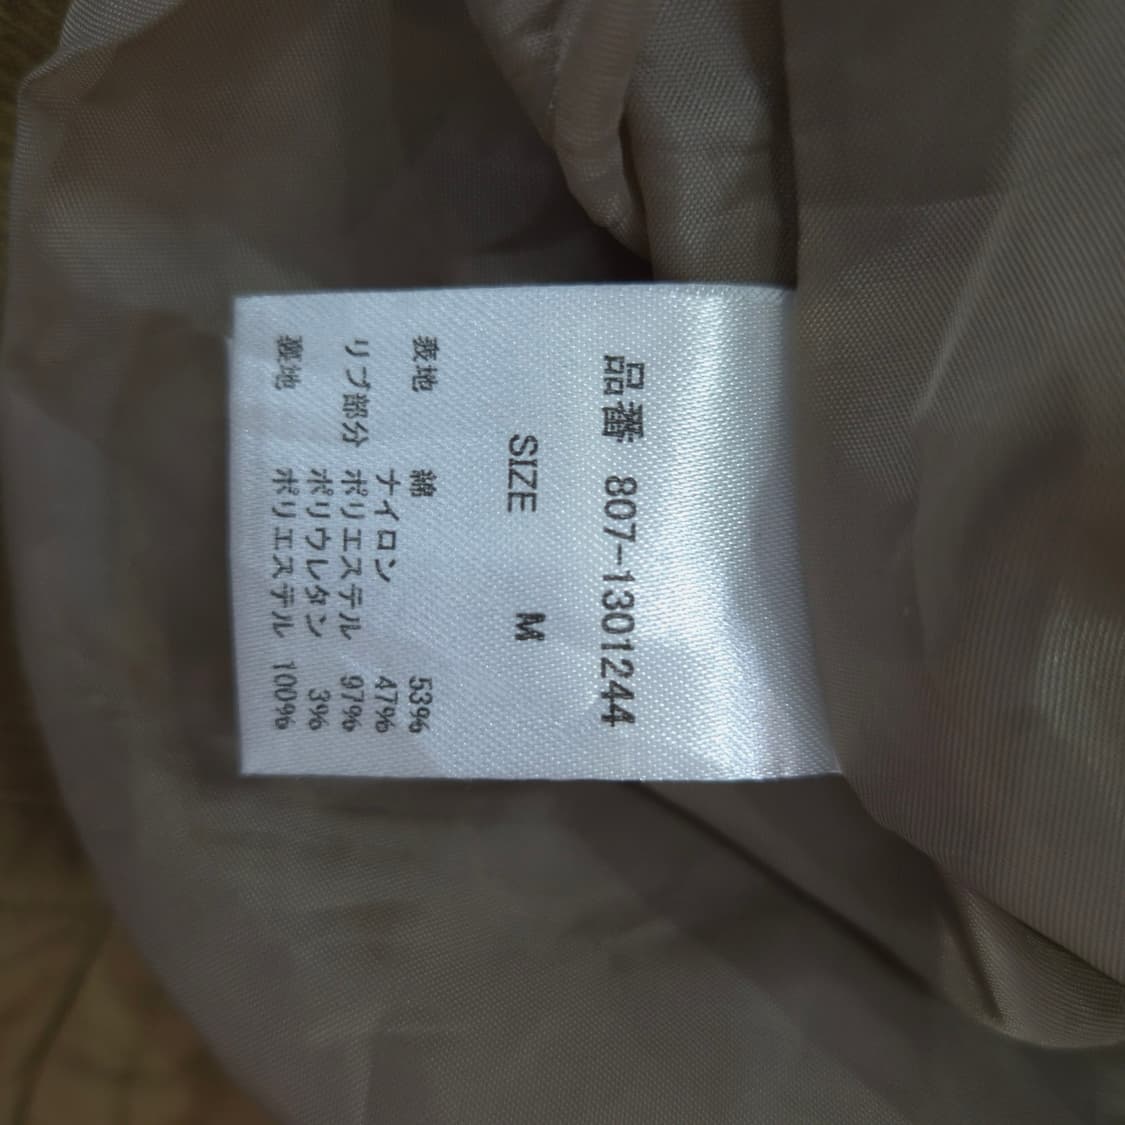 品番 807-1301244
SIZE M
表地 綿 53%
ナイロン 47%
リブ部分 ポリエステル 97%
ポリウレタン 3%
裏地 ポリエステル 100%